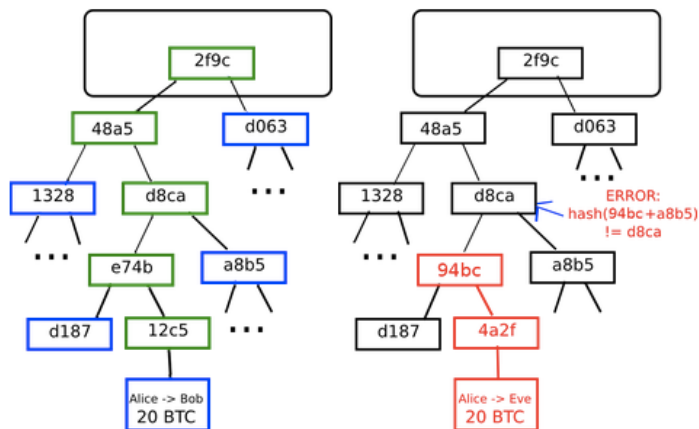 2f9c
48a5
d063
1328
d8ca
...
...
e74b
a8b5
d187
12c5
...
Alice -> Bob
20 BTC
2f9c
48a5
d063
1328
d8ca
...
ERROR:
hash(94bc+a8b5)
!= d8ca
...
94bc
a8b5
d187
4a2f
Alice -> Eve
20 BTC